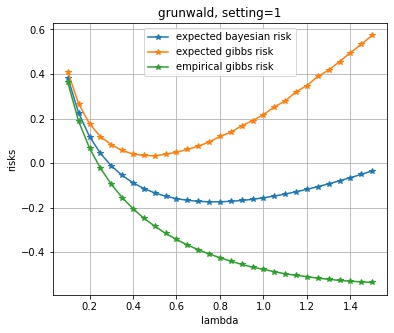 grunwald, setting=1
expected bayesian risk
expected gibbs risk
empirical gibbs risk
risks
0.6
0.4
0.2
0.0
−0.2
−0.4
0.2 0.4 0.6 0.8 1.0 1.2 1.4
lambda